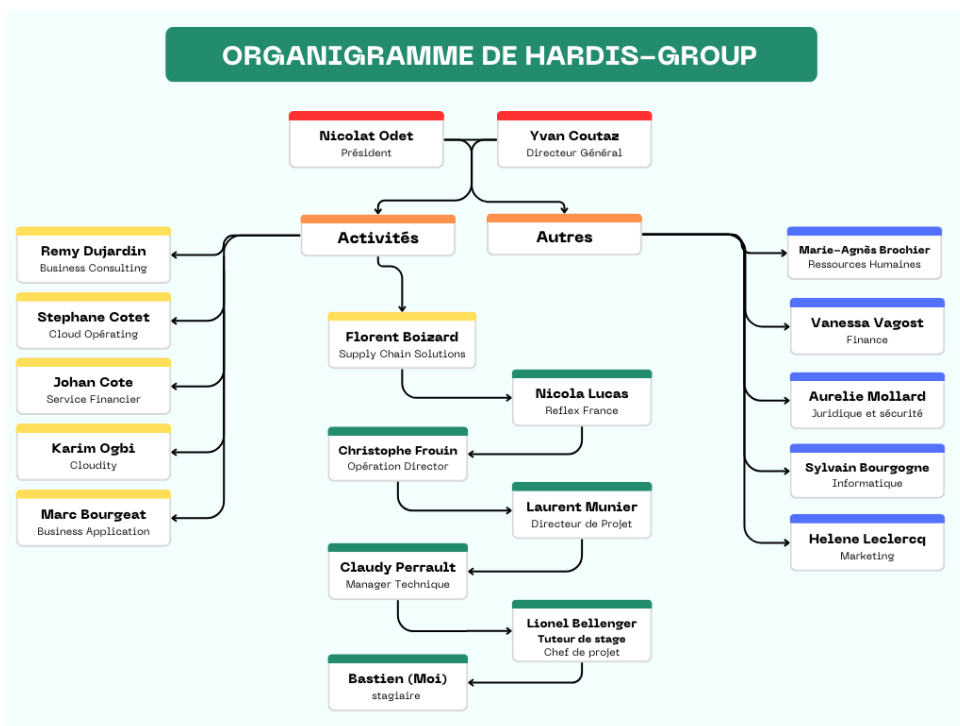 ORGANIGRAMME DE HARDIS-GROUP
Nicolat Odet
Président
Yvan Coutaz
Directeur Général
Activités
Autres
Remy Dujardin
Business Consulting
Stephane Cotet
Cloud Opérating
Johan Cote
Service Financier
Karim Ogbi
Cloudity
Marc Bourgeat
Business Application
Florent Boizard
Supply Chain Solutions
Nicola Lucas
Reflex France
Christophe Frouin
Opération Director
Laurent Munier
Directeur de Projet
Claudy Perrault
Manager Technique
Lionel Bellenger
Tuteur de stage
Chef de projet
Bastien (Moi)
stagiaire
Marie-Agnès Brochier
Ressources Humaines
Vanessa Vagost
Finance
Aurelie Mollard
Juridique et sécurité
Sylvain Bourgogne
Informatique
Helene Leclercq
Marketing